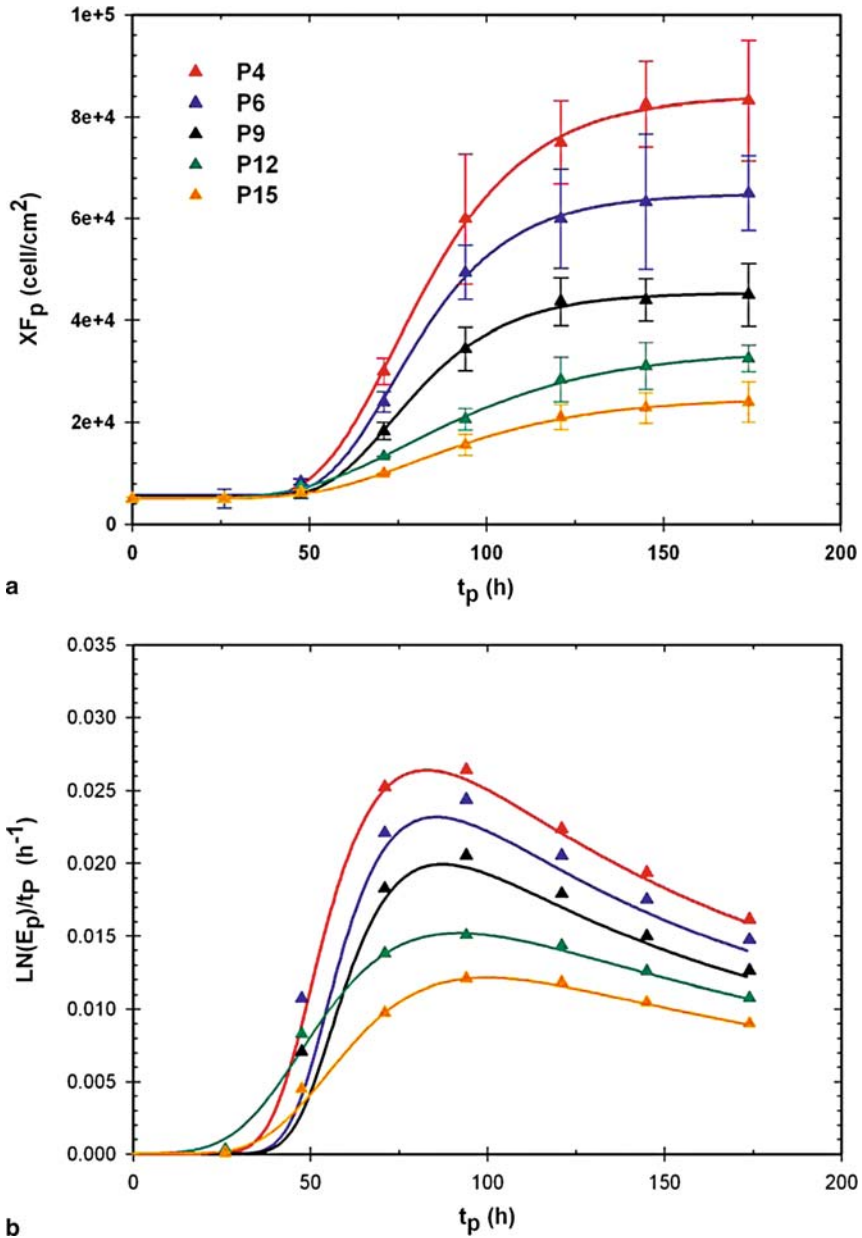 1e+5
8e+4
6e+4
4e+4
2e+4
0
XFp (cell/cm2)
P4
P6
P9
P12
P15
0 50 100 150 200
tp (h)
a
0.035
0.030
0.025
0.020
0.015
0.010
0.005
0.000
LN(Ep)/tP (h-1)
0 50 100 150 200
tp (h)
b